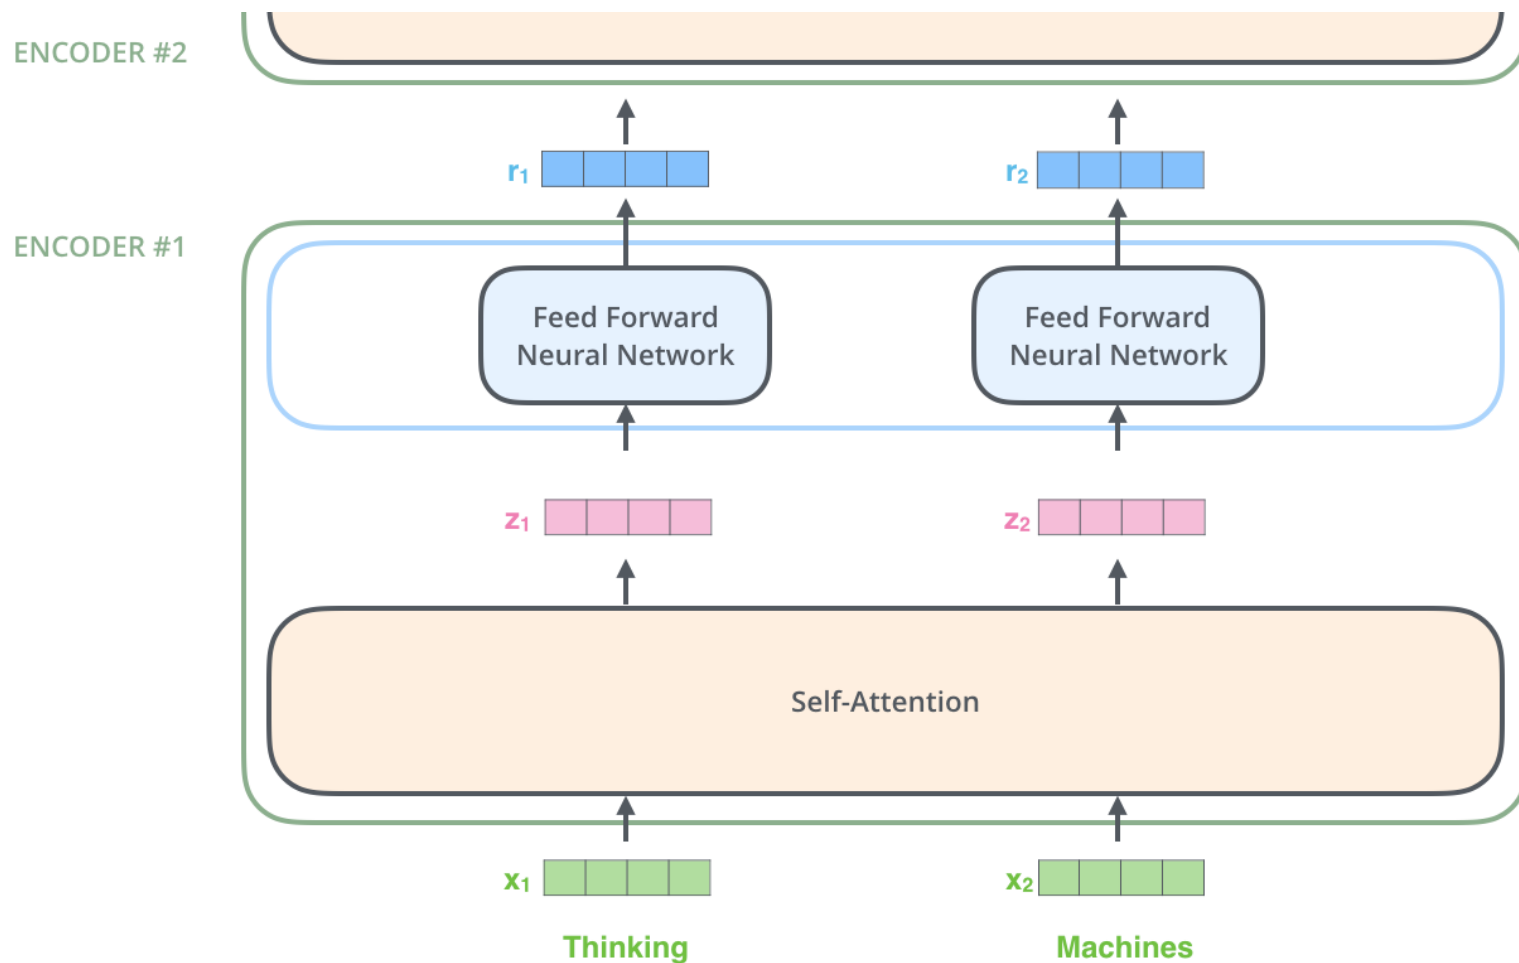 ENCODER #2
r₁
r₂
ENCODER #1
Feed Forward
Neural Network
Feed Forward
Neural Network
z₁
z₂
Self-Attention
x₁
x₂
Thinking
Machines